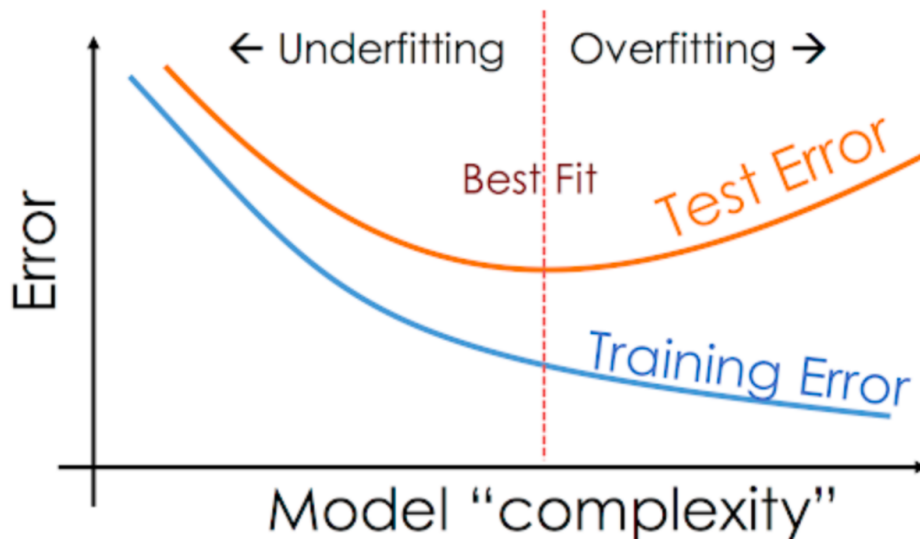 ← Underfitting Overfitting →
Best Fit
Test Error
Error
Training Error
Model “complexity”